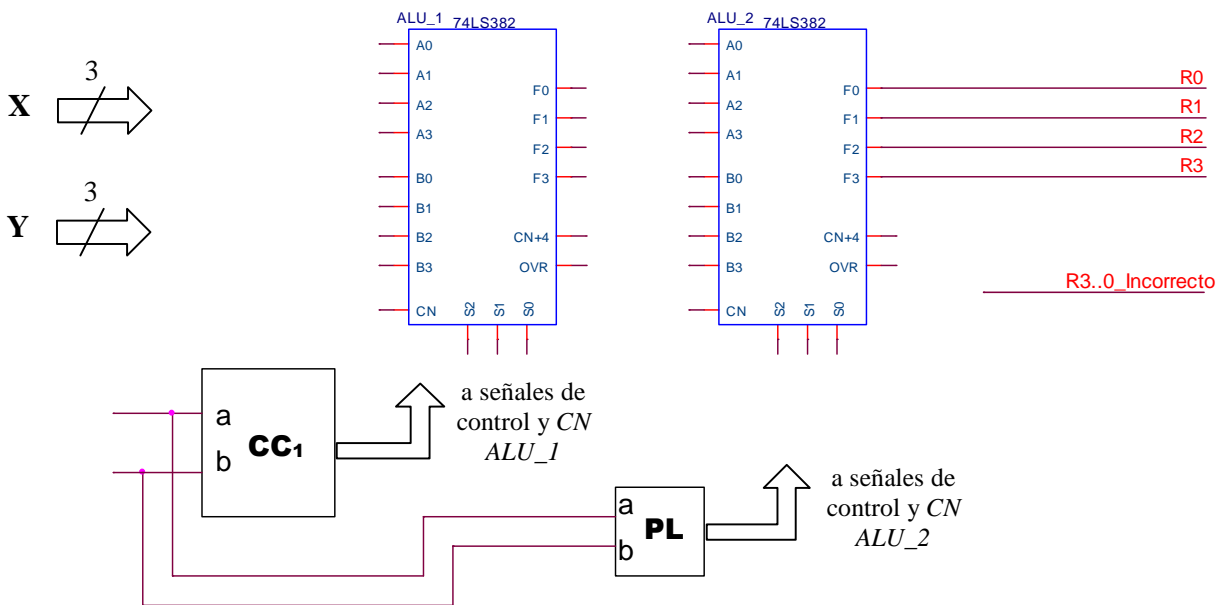 ALU_1 74LS382
A0
A1
A2
A3
B0
B1
B2
B3
CN
F0
F1
F2
F3
CN+4
OVR
S2
S1
S0
ALU_2 74LS382
A0
A1
A2
A3
B0
B1
B2
B3
CN
F0
F1
F2
F3
CN+4
OVR
S2
S1
S0
R0
R1
R2
R3
R3..0_Incorrecto
3
X
3
Y
a
b
CC₁
a señales de
control y CN
ALU_1
a
b
PL
a señales de
control y CN
ALU_2